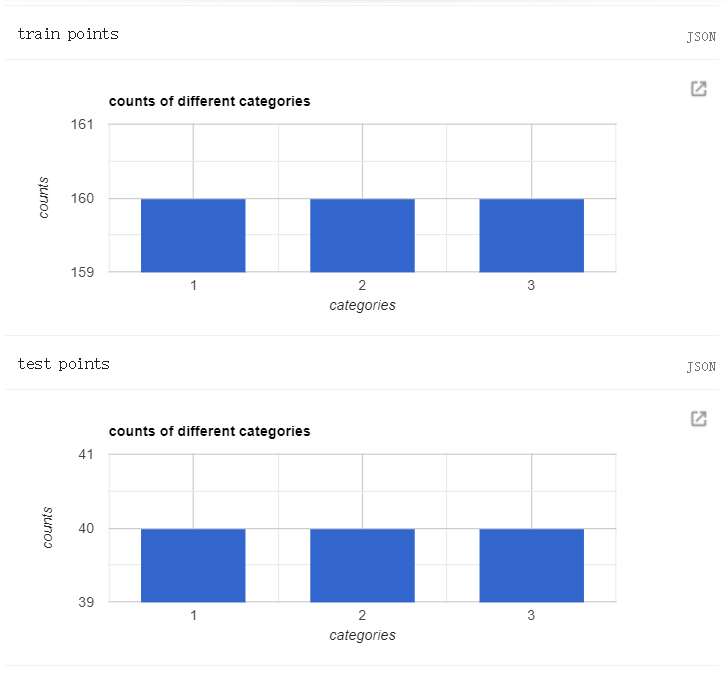 train points
JSON
counts of different categories
161
160
159
counts
1 2 3
categories
test points
JSON
counts of different categories
41
40
39
counts
1 2 3
categories